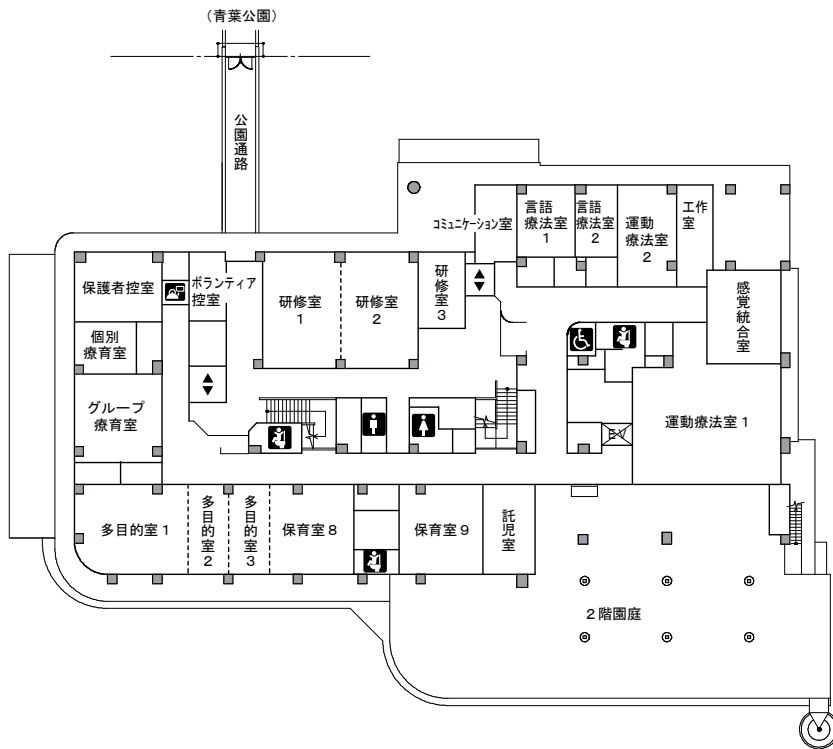 （青葉公園）
公園通路
コミュニケーション室
言語
療法室
1
言語
療法室
2
運動
療法室
2
工作
室
保護者控室
ボランティア
控室
研修室
1
研修室
2
研修室
3
感覚統合室
個別
療育室
グループ
療育室
運動療法室1
EV
多目的室1
多目的室2
多目的室3
保育室8
保育室9
託児室
2階園庭